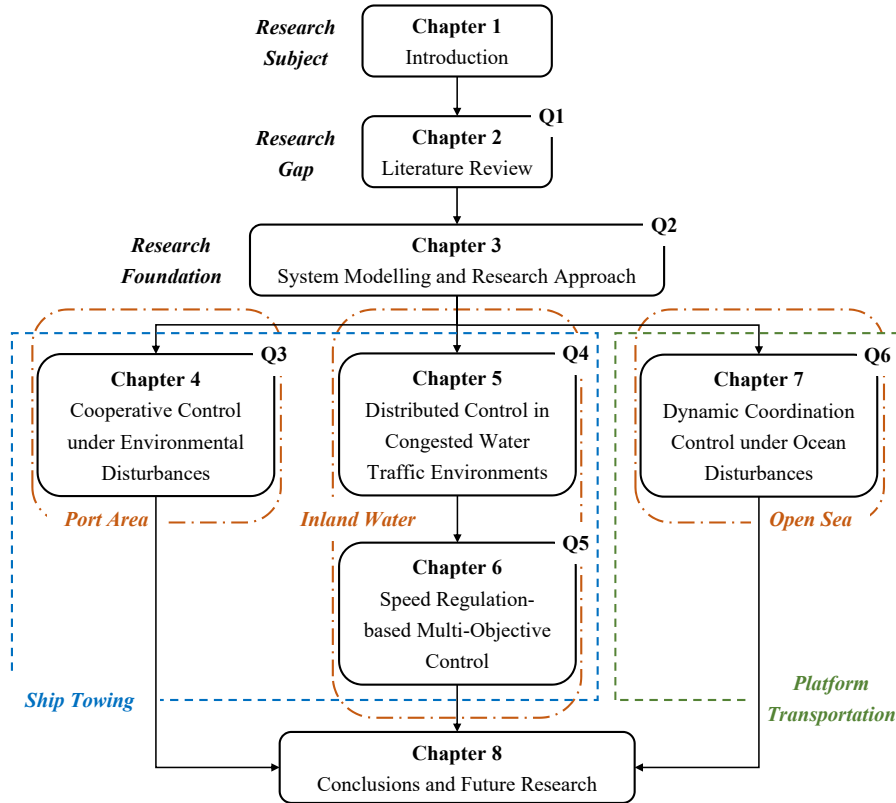 Research
Subject
Chapter 1
Introduction
Q1
Research
Gap
Chapter 2
Literature Review
Q2
Research
Foundation
Chapter 3
System Modelling and Research Approach
Q3
Chapter 4
Cooperative Control
under Environmental
Disturbances
Port Area
Q4
Chapter 5
Distributed Control in
Congested Water
Traffic Environments
Inland Water
Q6
Chapter 7
Dynamic Coordination
Control under Ocean
Disturbances
Open Sea
Q5
Chapter 6
Speed Regulation-
based Multi-Objective
Control
Ship Towing
Platform
Transportation
Chapter 8
Conclusions and Future Research